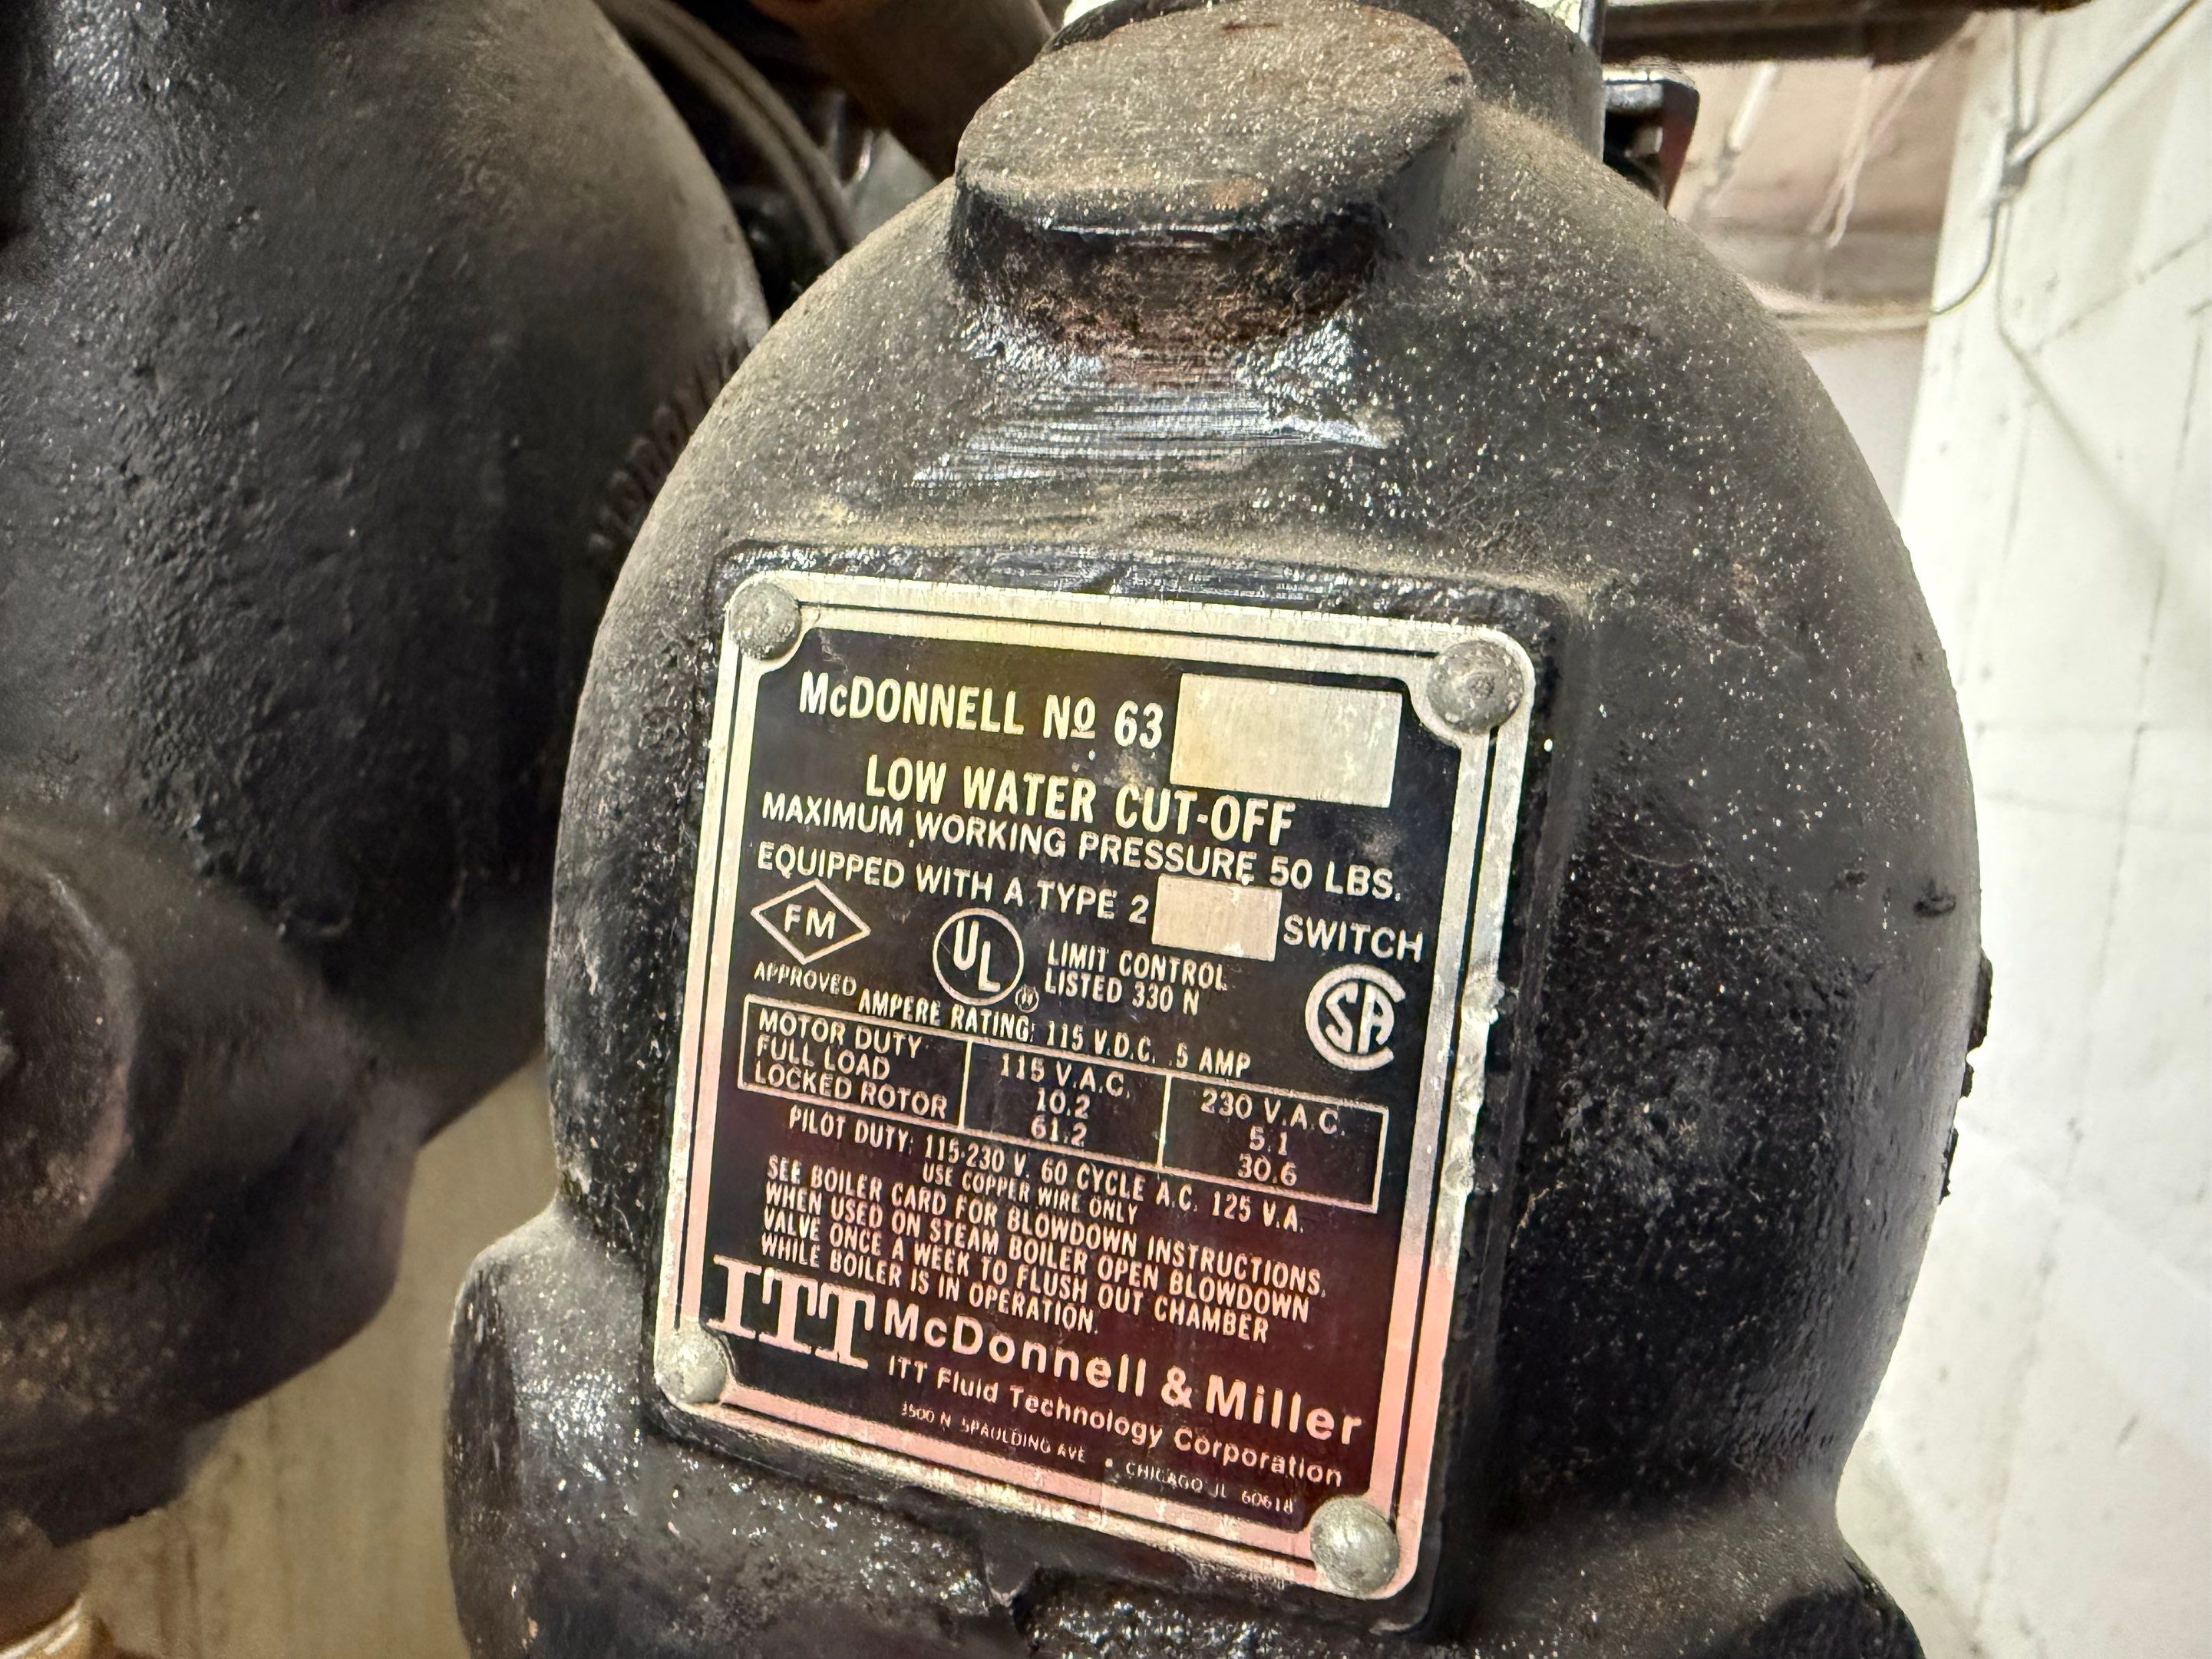 McDONNELL Nº 63
LOW WATER CUT-OFF
MAXIMUM WORKING PRESSURE 50 LBS.
EQUIPPED WITH A TYPE 2 SWITCH
FM
APPROVED
UL
LIMIT CONTROL
LISTED 330 N
SA
AMPERE RATING: 115 V.D.C. .5 AMP
MOTOR DUTY 115 V.A.C. 230 V.A.C.
FULL LOAD 10.2 5.1
LOCKED ROTOR 61.2 30.6
PILOT DUTY: 115-230 V. 60 CYCLE A.C. 125 V.A.
USE COPPER WIRE ONLY
SEE BOILER CARD FOR BLOWDOWN INSTRUCTIONS.
WHEN USED ON STEAM BOILER OPEN BLOWDOWN
VALVE ONCE A WEEK TO FLUSH OUT CHAMBER
WHILE BOILER IS IN OPERATION.
ITT McDonnell & Miller
ITT Fluid Technology Corporation
3500 N SPAULDING AVE • CHICAGO IL 60618